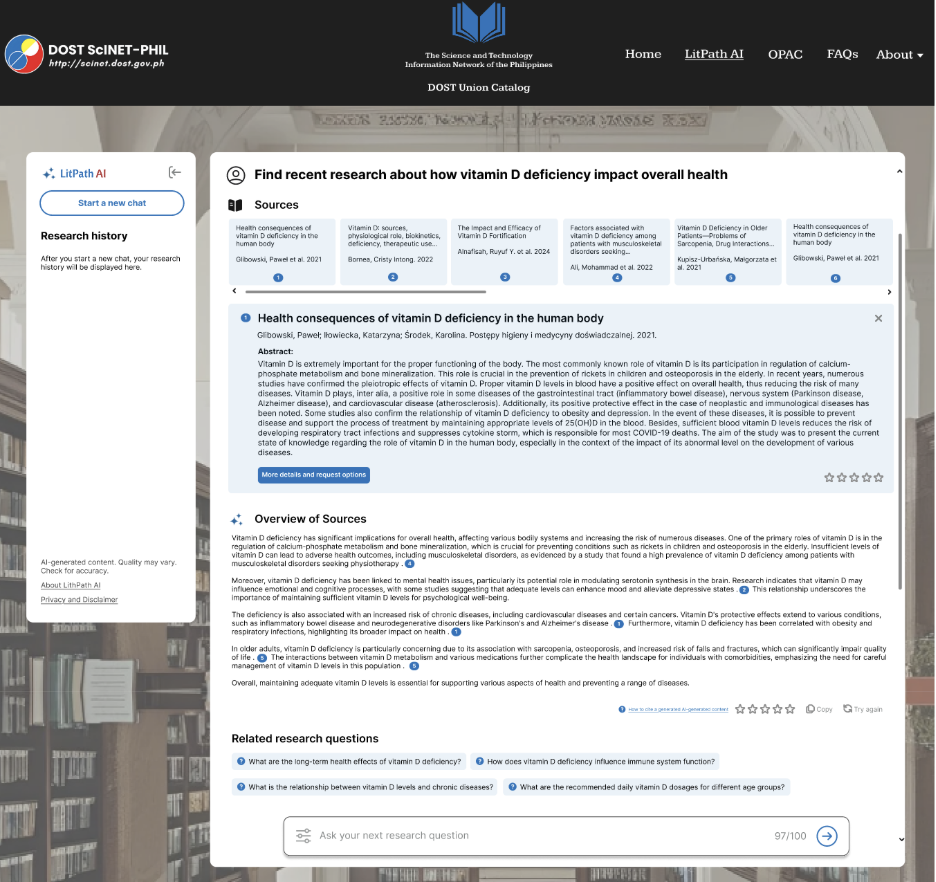 DOST ScINET-PHIL
http://scinet.dost.gov.ph
The Science and Technology
Information Network of the Philippines
DOST Union Catalog
Home
LitPath AI
OPAC
FAQs
About
LitPath AI
Start a new chat
Research history
After you start a new chat, your research
history will be displayed here.
AI-generated content. Quality may vary.
Check for accuracy.
About LitPath AI
Privacy and Disclaimer
Find recent research about how vitamin D deficiency impact overall health
Sources
Health consequences of
vitamin D deficiency in the
human body
Glibowski, Pawel et al. 2021
1
Vitamin D: sources,
physiological role, biokinetics,
deficiency, therapeutic use...
Bornea, Cristy Intong. 2022
2
The Impact and Efficacy of
Vitamin D Fortification
Alnafisah, Ruyuf Y. et al. 2024
3
Factors associated with
vitamin D deficiency among
patients with musculoskeletal
disorders seeking...
Ali, Mohammad et al. 2022
4
Vitamin D Deficiency in Older
Patients—Problems of
Sarcopenia, Drug Interactions...
Kupisz-Urbańska, Małgorzata et
al. 2021
5
Health consequences of
vitamin D deficiency in the
human body
Glibowski, Pawel et al. 2021
6
1 Health consequences of vitamin D deficiency in the human body
Glibowski, Paweł; Iłowiecka, Katarzyna; Środek, Karolina. Postępy higieny i medycyny doświadczalnej. 2021.
Abstract:
Vitamin D is extremely important for the proper functioning of the body. The most commonly known role of vitamin D is its participation in regulation of calcium-
phosphate metabolism and bone mineralization. This role is crucial in the prevention of rickets in children and osteoporosis in the elderly. In recent years, numerous
studies have confirmed the pleiotropic effects of vitamin D. Proper vitamin D levels in blood have a positive effect on overall health, thus reducing the risk of many
diseases. Vitamin D plays, inter alia, a positive role in some diseases of the gastrointestinal tract (inflammatory bowel disease), nervous system (Parkinson disease,
Alzheimer disease), and cardiovascular disease (atherosclerosis). Additionally, its positive protective effect in the case of neoplastic and immunological diseases has
been noted. Some studies also confirm the relationship of vitamin D deficiency to obesity and depression. In the event of these diseases, it is possible to prevent
disease and support the process of treatment by maintaining appropriate levels of 25(OH)D in the blood. Besides, sufficient blood vitamin D levels reduces the risk of
developing respiratory tract infections and suppresses cytokine storm, which is responsible for most COVID-19 deaths. The aim of the study was to present the current
state of knowledge regarding the role of vitamin D in the human body, especially in the context of the impact of its abnormal level on the development of various
diseases.
More details and request options
Overview of Sources
Vitamin D deficiency has significant implications for overall health, affecting various bodily systems and increasing the risk of numerous diseases. One of the primary roles of vitamin D is in the
regulation of calcium-phosphate metabolism and bone mineralization, which is crucial for preventing conditions such as rickets in children and osteoporosis in the elderly. Insufficient levels of
vitamin D can lead to adverse health outcomes, including musculoskeletal disorders, as evidenced by a study that found a high prevalence of vitamin D deficiency among patients with
musculoskeletal disorders seeking physiotherapy . 4
Moreover, vitamin D deficiency has been linked to mental health issues, particularly its potential role in modulating serotonin synthesis in the brain. Research indicates that vitamin D may
influence emotional and cognitive processes, with some studies suggesting that adequate levels can enhance mood and alleviate depressive states . 2 This relationship underscores the
importance of maintaining sufficient vitamin D levels for psychological well-being.
The deficiency is also associated with an increased risk of chronic diseases, including cardiovascular diseases and certain cancers. Vitamin D's protective effects extend to various conditions,
such as inflammatory bowel disease and neurodegenerative disorders like Parkinson's and Alzheimer's disease . 1 Furthermore, vitamin D deficiency has been correlated with obesity and
respiratory infections, highlighting its broader impact on health . 1
In older adults, vitamin D deficiency is particularly concerning due to its association with sarcopenia, osteoporosis, and increased risk of falls and fractures, which can significantly impair quality
of life . 5 The interactions between vitamin D metabolism and various medications further complicate the health landscape for individuals with comorbidities, emphasizing the need for careful
management of vitamin D levels in this population . 5
Overall, maintaining adequate vitamin D levels is essential for supporting various aspects of health and preventing a range of diseases.
? How to cite a generated AI-generated content
Copy
Try again
Related research questions
? What are the long-term health effects of vitamin D deficiency?
? How does vitamin D deficiency influence immune system function?
? What is the relationship between vitamin D levels and chronic diseases?
? What are the recommended daily vitamin D dosages for different age groups?
Ask your next research question
97/100